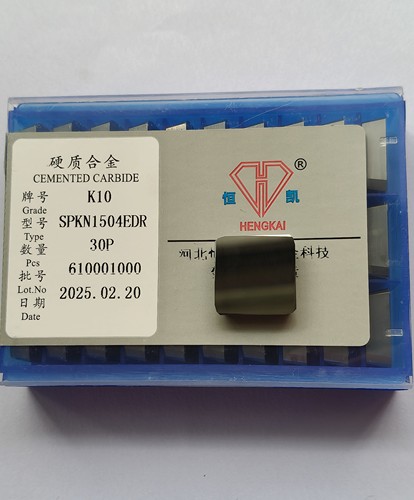 硬质合金
CEMENTED CARBIDE
牌号 K10
Grade
型号 SPKN1504EDR
Type
数量 30P
Pcs
批号 610001000
Lot.No
日期 2025.02.20
Date
®
恒 凯
HENGKAI
河北 科技